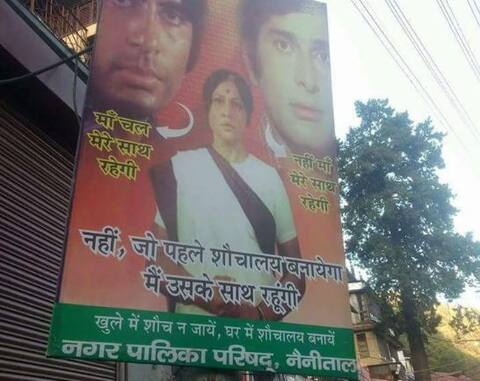 माँ चल
मेरे साथ
रहेगी
नहीं माँ
मेरे साथ
रहेगी
नहीं, जो पहले शौचालय बनायेगा
मैं उसके साथ रहूंगी
खुले में शौच न जायें, घर में शौचालय बनायें
नगर पालिका परिषद्, नैनीताल